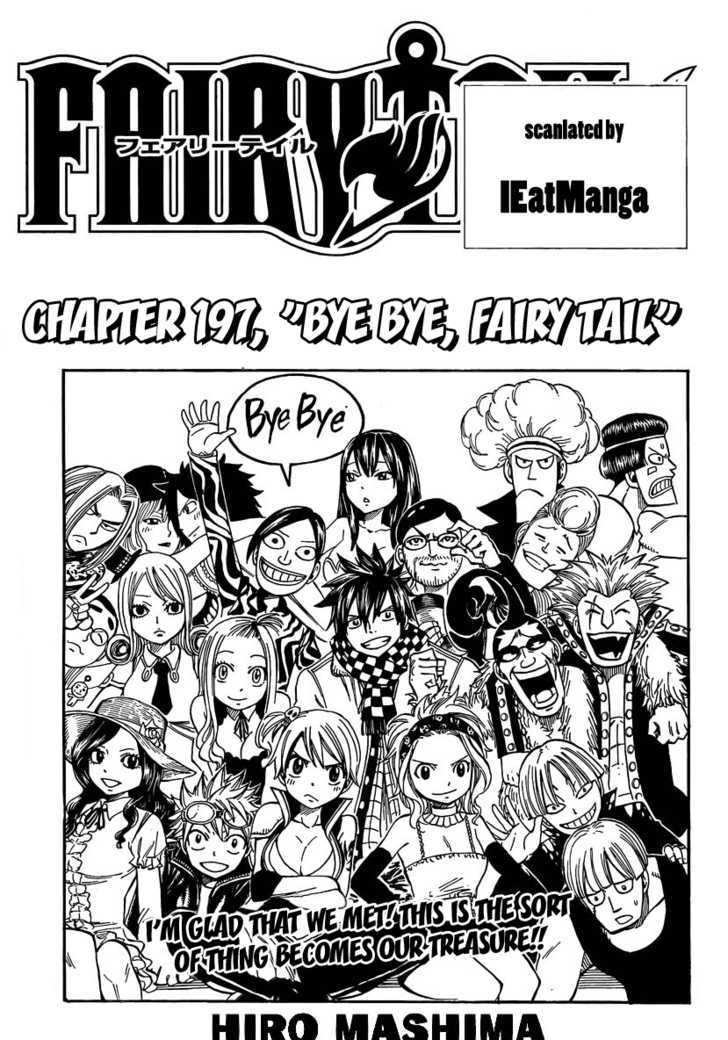 FAIRY
フェアリーテイル
scanlated by
IEatManga
CHAPTER 197, "BYE BYE, FAIRY TAIL"
Bye Bye
I'M GLAD THAT WE MET! THIS IS THE SORT
OF THING BECOMES OUR TREASURE!!
HIRO MASHIMA